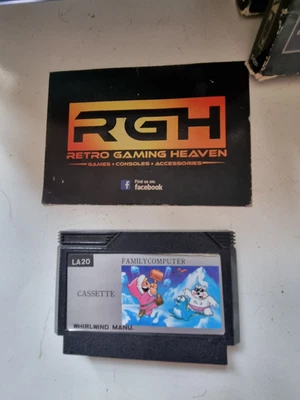 RGH
RETRO GAMING HEAVEN
GAMES • CONSOLES • ACCESSORIES
Find us on:
facebook
LA20
FAMILYCOMPUTER
CASSETTE
WHIRLWIND MANU.